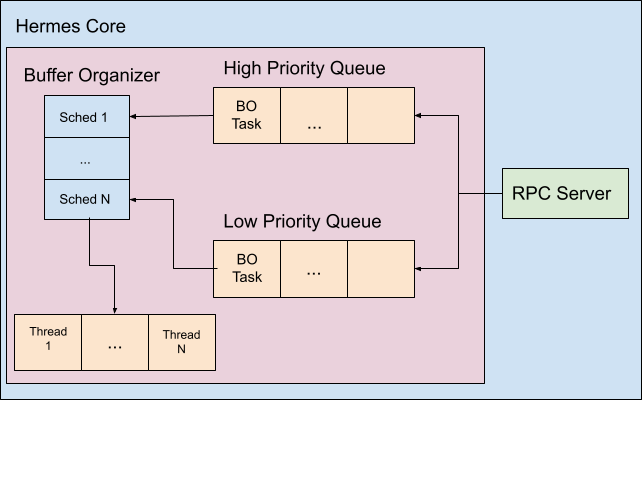 Hermes Core
Buffer Organizer
High Priority Queue
Sched 1
...
Sched N
BO
Task
...
RPC Server
Low Priority Queue
BO
Task
...
Thread
1
...
Thread
N